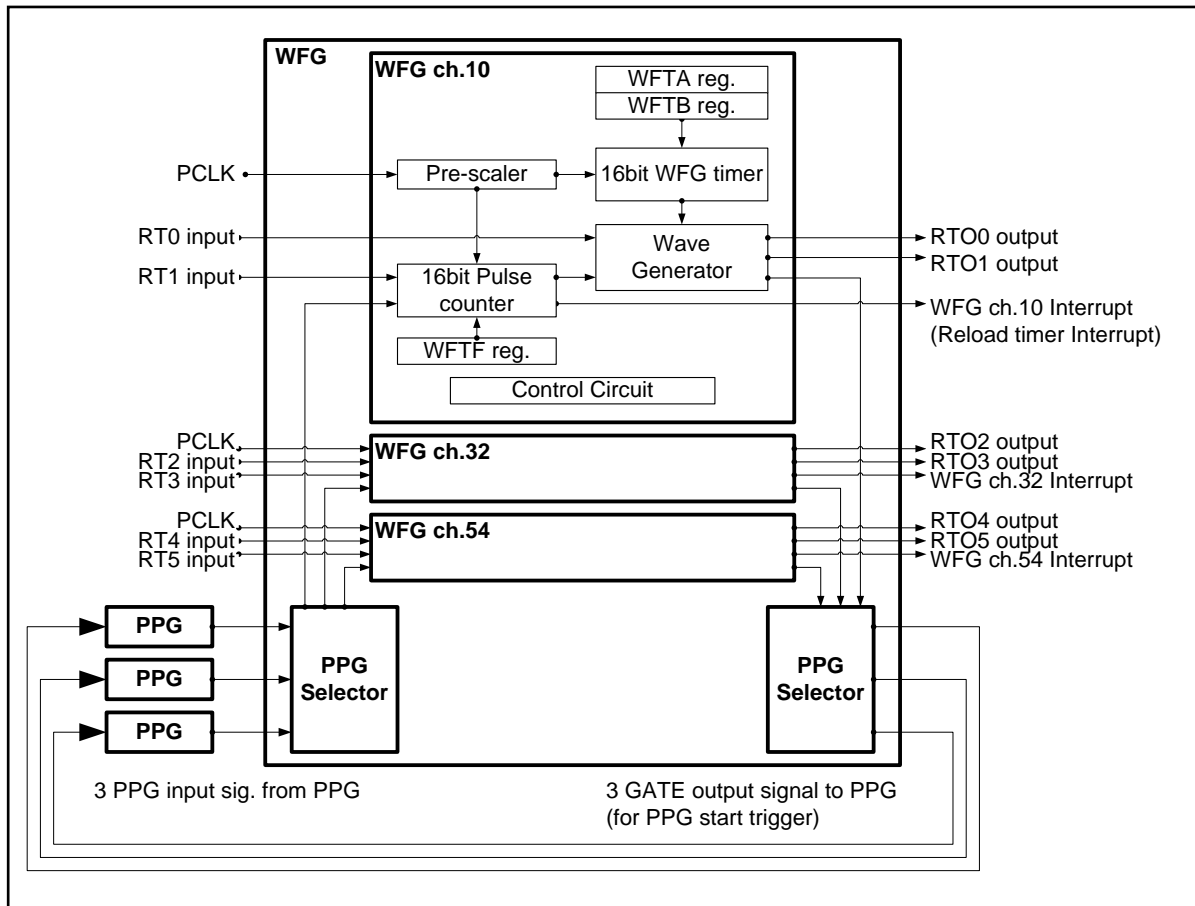 WFG
WFG ch.10
WFTA reg.
WFTB reg.
PCLK
Pre-scaler
16bit WFG timer
RT0 input
Wave
Generator
RTO0 output
RTO1 output
RT1 input
16bit Pulse
counter
WFG ch.10 Interrupt
(Reload timer Interrupt)
WFTF reg.
Control Circuit
PCLK
RT2 input
RT3 input
WFG ch.32
RTO2 output
RTO3 output
WFG ch.32 Interrupt
PCLK
RT4 input
RT5 input
WFG ch.54
RTO4 output
RTO5 output
WFG ch.54 Interrupt
PPG
PPG
PPG
PPG
Selector
PPG
Selector
3 PPG input sig. from PPG
3 GATE output signal to PPG
(for PPG start trigger)